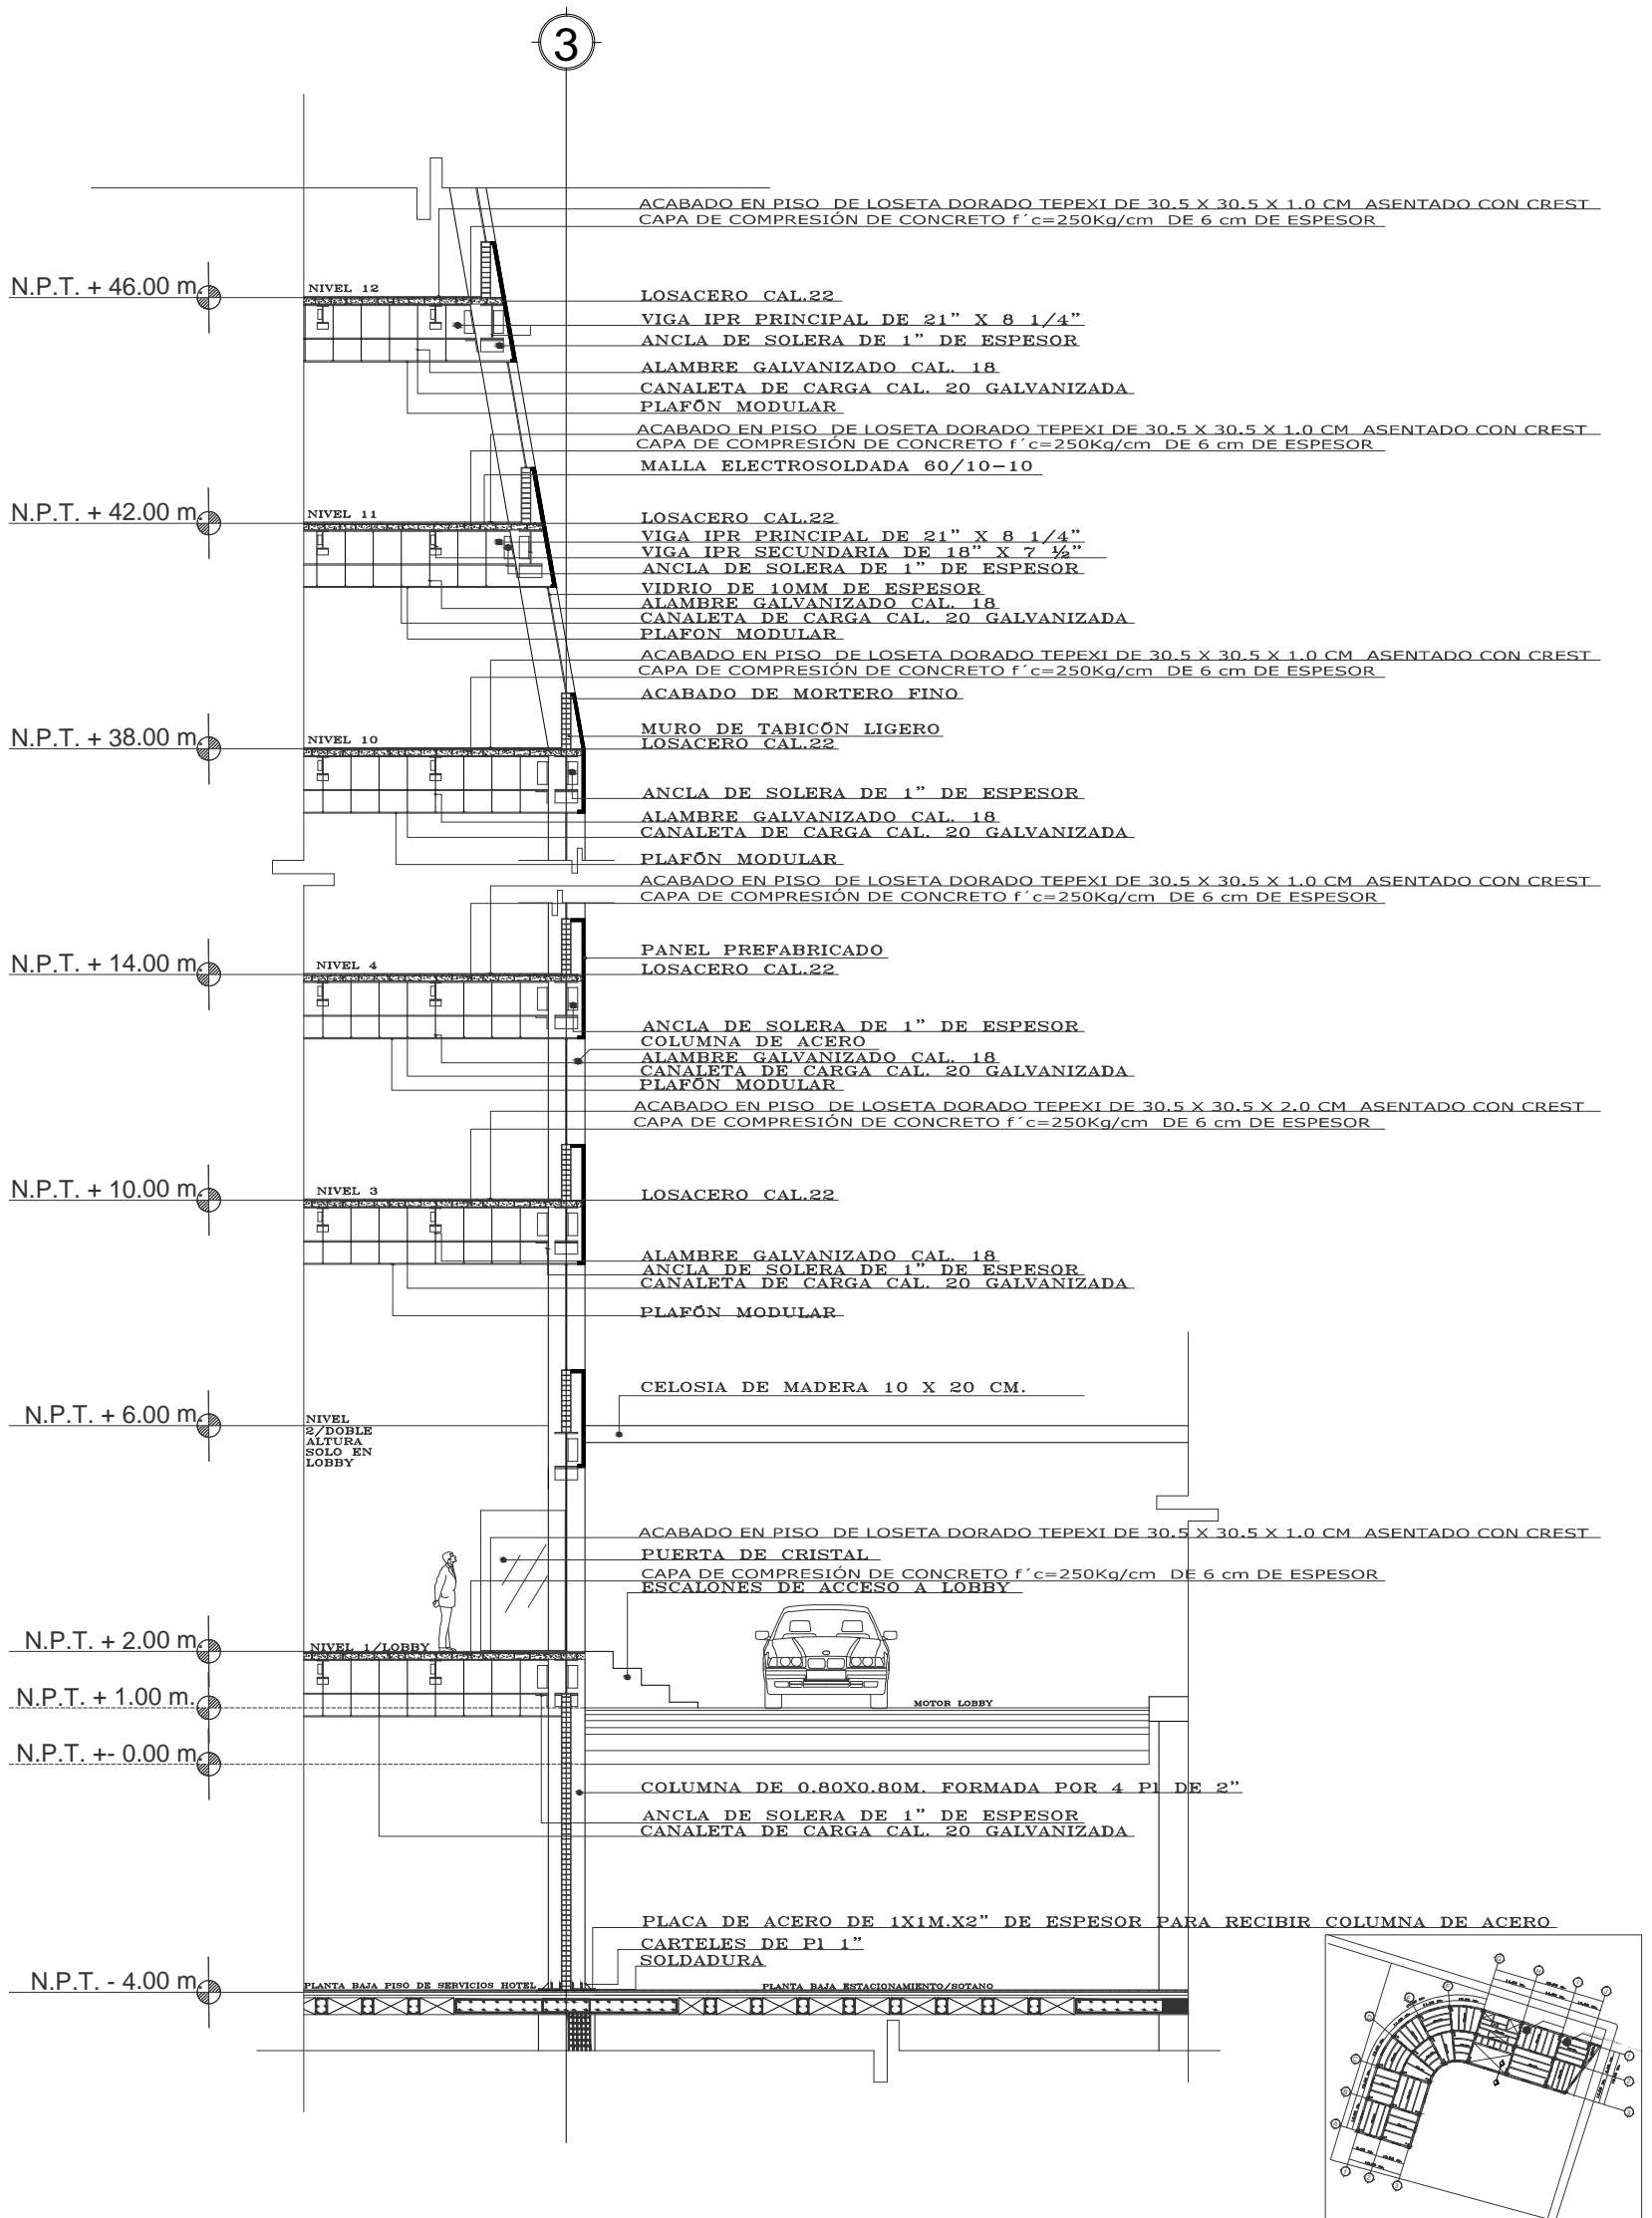 3
ACABADO EN PISO DE LOSETA DORADO TEPEXI DE 30.5 X 30.5 X 1.0 CM ASENTADO CON CREST
CAPA DE COMPRESIÓN DE CONCRETO f´c=250Kg/cm DE 6 cm DE ESPESOR
N.P.T. + 46.00 m.
NIVEL 12
LOSACERO CAL.22
VIGA IPR PRINCIPAL DE 21” X 8 1/4”
ANCLA DE SOLERA DE 1” DE ESPESOR
ALAMBRE GALVANIZADO CAL. 18
CANALETA DE CARGA CAL. 20 GALVANIZADA
PLAFÓN MODULAR
ACABADO EN PISO DE LOSETA DORADO TEPEXI DE 30.5 X 30.5 X 1.0 CM ASENTADO CON CREST
CAPA DE COMPRESIÓN DE CONCRETO f´c=250Kg/cm DE 6 cm DE ESPESOR
MALLA ELECTROSOLDADA 60/10-10
N.P.T. + 42.00 m.
NIVEL 11
LOSACERO CAL.22
VIGA IPR PRINCIPAL DE 21” X 8 1/4”
VIGA IPR SECUNDARIA DE 18” X 7 ½”
ANCLA DE SOLERA DE 1” DE ESPESOR
VIDRIO DE 10MM DE ESPESOR
ALAMBRE GALVANIZADO CAL. 18
CANALETA DE CARGA CAL. 20 GALVANIZADA
PLAFON MODULAR
ACABADO EN PISO DE LOSETA DORADO TEPEXI DE 30.5 X 30.5 X 1.0 CM ASENTADO CON CREST
CAPA DE COMPRESIÓN DE CONCRETO f´c=250Kg/cm DE 6 cm DE ESPESOR
ACABADO DE MORTERO FINO
N.P.T. + 38.00 m.
NIVEL 10
MURO DE TABICÓN LIGERO
LOSACERO CAL.22
ANCLA DE SOLERA DE 1” DE ESPESOR
ALAMBRE GALVANIZADO CAL. 18
CANALETA DE CARGA CAL. 20 GALVANIZADA
PLAFÓN MODULAR
ACABADO EN PISO DE LOSETA DORADO TEPEXI DE 30.5 X 30.5 X 1.0 CM ASENTADO CON CREST
CAPA DE COMPRESIÓN DE CONCRETO f´c=250Kg/cm DE 6 cm DE ESPESOR
PANEL PREFABRICADO
N.P.T. + 14.00 m.
NIVEL 4
LOSACERO CAL.22
ANCLA DE SOLERA DE 1” DE ESPESOR
COLUMNA DE ACERO
ALAMBRE GALVANIZADO CAL. 18
CANALETA DE CARGA CAL. 20 GALVANIZADA
PLAFÓN MODULAR
ACABADO EN PISO DE LOSETA DORADO TEPEXI DE 30.5 X 30.5 X 2.0 CM ASENTADO CON CREST
CAPA DE COMPRESIÓN DE CONCRETO f´c=250Kg/cm DE 6 cm DE ESPESOR
N.P.T. + 10.00 m.
NIVEL 3
LOSACERO CAL.22
ALAMBRE GALVANIZADO CAL. 18
ANCLA DE SOLERA DE 1” DE ESPESOR
CANALETA DE CARGA CAL. 20 GALVANIZADA
PLAFÓN MODULAR
CELOSIA DE MADERA 10 X 20 CM.
N.P.T. + 6.00 m.
NIVEL
2/DOBLE
ALTURA
SOLO EN
LOBBY
ACABADO EN PISO DE LOSETA DORADO TEPEXI DE 30.5 X 30.5 X 1.0 CM ASENTADO CON CREST
PUERTA DE CRISTAL
CAPA DE COMPRESIÓN DE CONCRETO f´c=250Kg/cm DE 6 cm DE ESPESOR
ESCALONES DE ACCESO A LOBBY
N.P.T. + 2.00 m.
NIVEL 1/LOBBY
N.P.T. + 1.00 m.
MOTOR LOBBY
N.P.T. +- 0.00 m.
COLUMNA DE 0.80X0.80M. FORMADA POR 4 Pl DE 2”
ANCLA DE SOLERA DE 1” DE ESPESOR
CANALETA DE CARGA CAL. 20 GALVANIZADA
PLACA DE ACERO DE 1X1M.X2” DE ESPESOR PARA RECIBIR COLUMNA DE ACERO
CARTELES DE Pl 1”
SOLDADURA
N.P.T. - 4.00 m.
PLANTA BAJA PISO DE SERVICIOS HOTEL
PLANTA BAJA ESTACIONAMIENTO/SOTANO